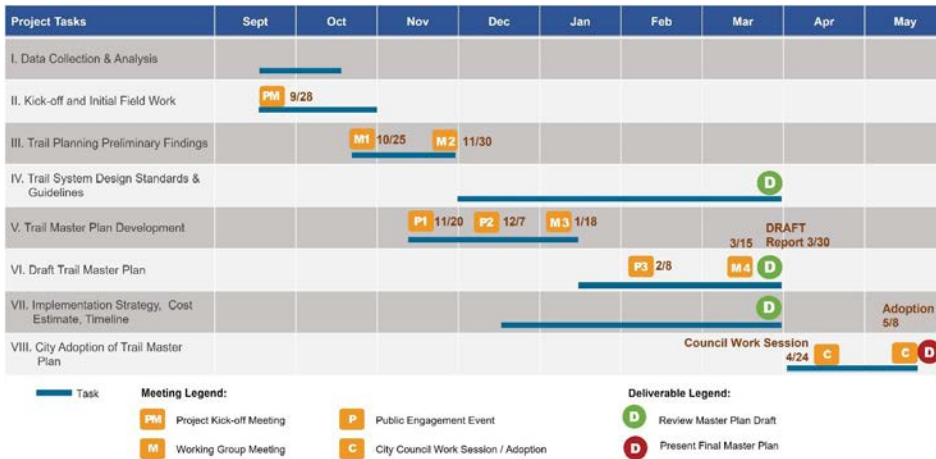 Project Tasks Sept Oct Nov Dec Jan Feb Mar Apr May
I. Data Collection & Analysis
II. Kick-off and Initial Field Work PM 9/28
III. Trail Planning Preliminary Findings M1 10/25 M2 11/30
IV. Trail System Design Standards &
Guidelines D
V. Trail Master Plan Development P1 11/20 P2 12/7 M3 1/18
DRAFT
3/15 Report 3/30
VI. Draft Trail Master Plan P3 2/8 M4 D
VII. Implementation Strategy, Cost
Estimate, Timeline D
Adoption
5/8
VIII. City Adoption of Trail Master
Plan
Council Work Session
4/24 C C D
Task
Meeting Legend:
PM Project Kick-off Meeting
M Working Group Meeting
P Public Engagement Event
C City Council Work Session / Adoption
Deliverable Legend:
D Review Master Plan Draft
D Present Final Master Plan